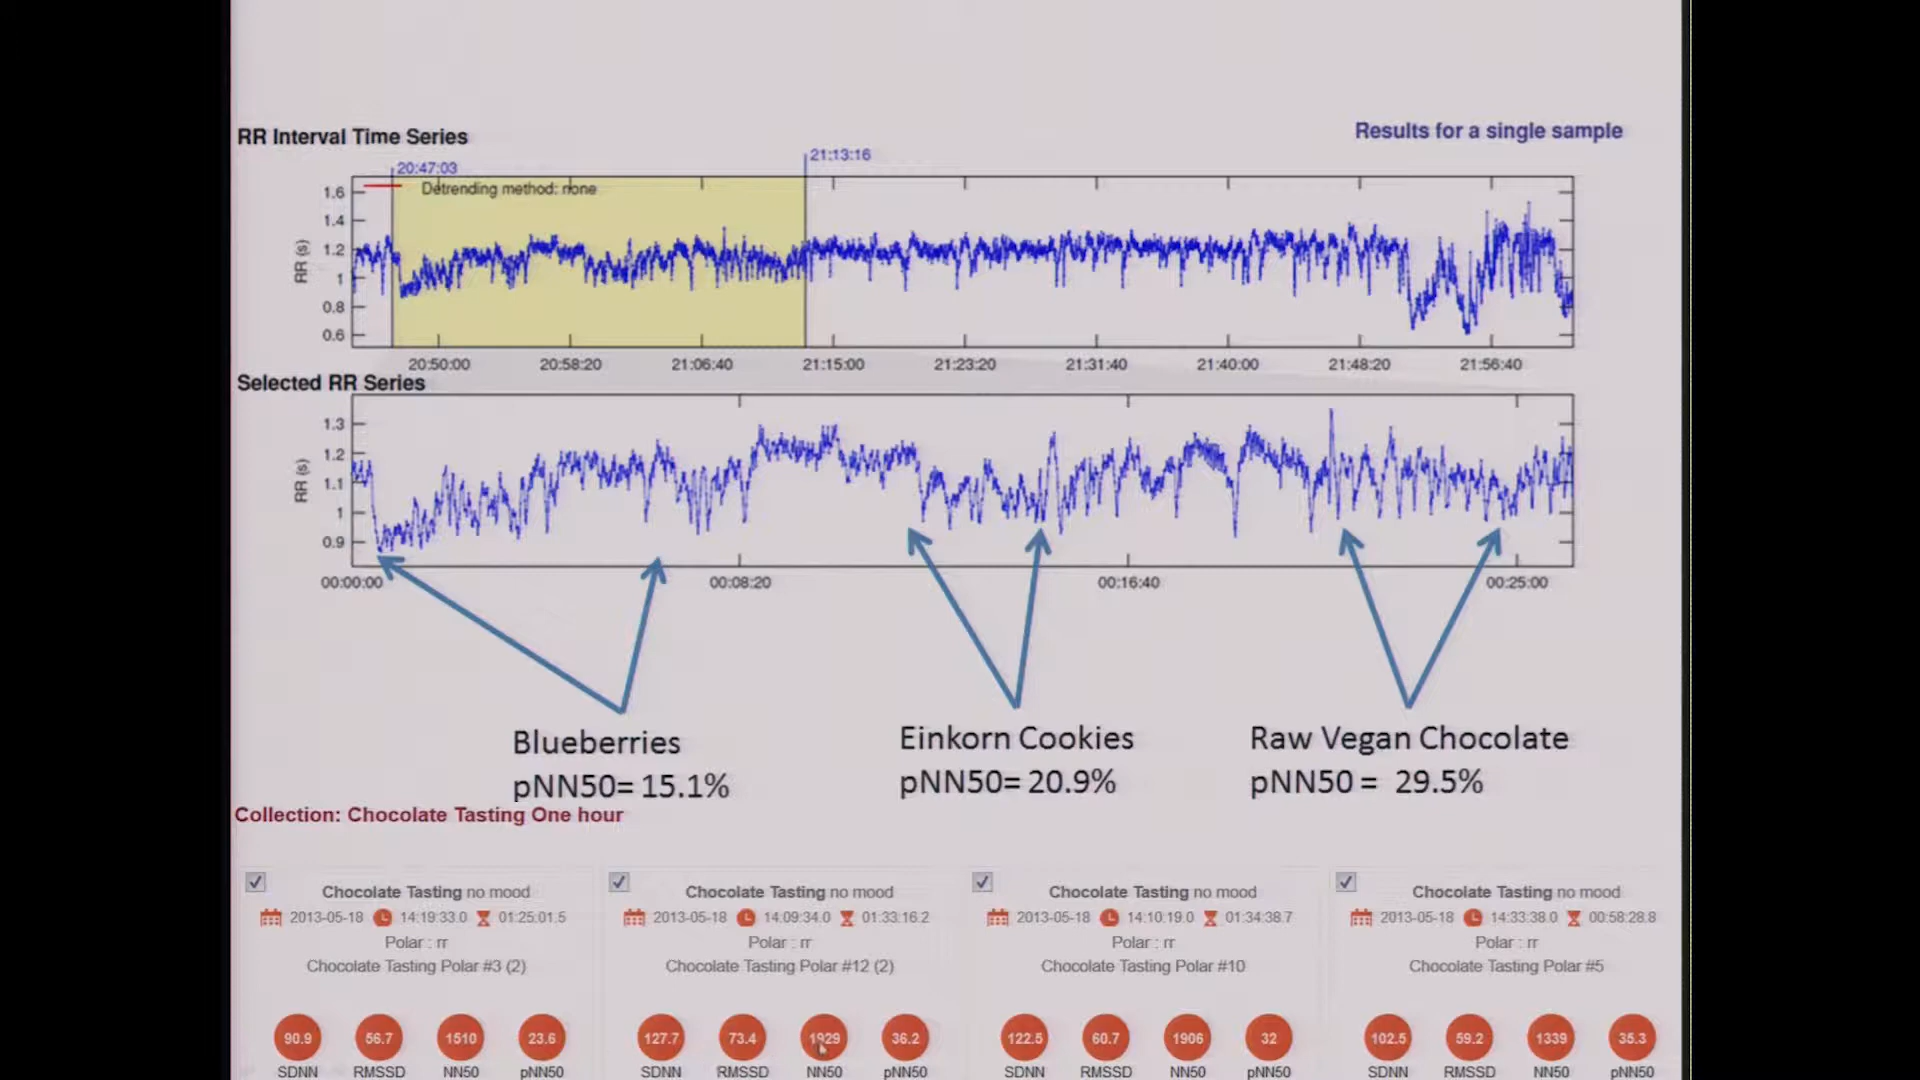 RR Interval Time Series
Results for a single sample
20:47:03
21:13:16
Detrending method: none
1.6
1.4
1.2
1
0.8
0.6
RR (s)
20:50:00 20:58:20 21:06:40 21:15:00 21:23:20 21:31:40 21:40:00 21:48:20 21:56:40
Selected RR Series
1.3
1.2
1.1
1
0.9
RR (s)
00:00:00 00:08:20 00:16:40 00:25:00
Blueberries
pNN50= 15.1%
Einkorn Cookies
pNN50= 20.9%
Raw Vegan Chocolate
pNN50 = 29.5%
Collection: Chocolate Tasting One hour
Chocolate Tasting no mood
2013-05-18 14:19:33.0 01:25:01.5
Polar : rr
Chocolate Tasting Polar #3 (2)
90.9 56.7 1510 23.6
SDNN RMSSD NN50 pNN50
Chocolate Tasting no mood
2013-05-18 14:09:34.0 01:33:16.2
Polar : rr
Chocolate Tasting Polar #12 (2)
127.7 73.4 1929 36.2
SDNN RMSSD NN50 pNN50
Chocolate Tasting no mood
2013-05-18 14:10:19.0 01:34:38.7
Polar : rr
Chocolate Tasting Polar #10
122.5 60.7 1906 32
SDNN RMSSD NN50 pNN50
Chocolate Tasting no mood
2013-05-18 14:33:38.0 00:58:28.8
Polar : rr
Chocolate Tasting Polar #5
102.5 59.2 1339 35.3
SDNN RMSSD NN50 pNN50